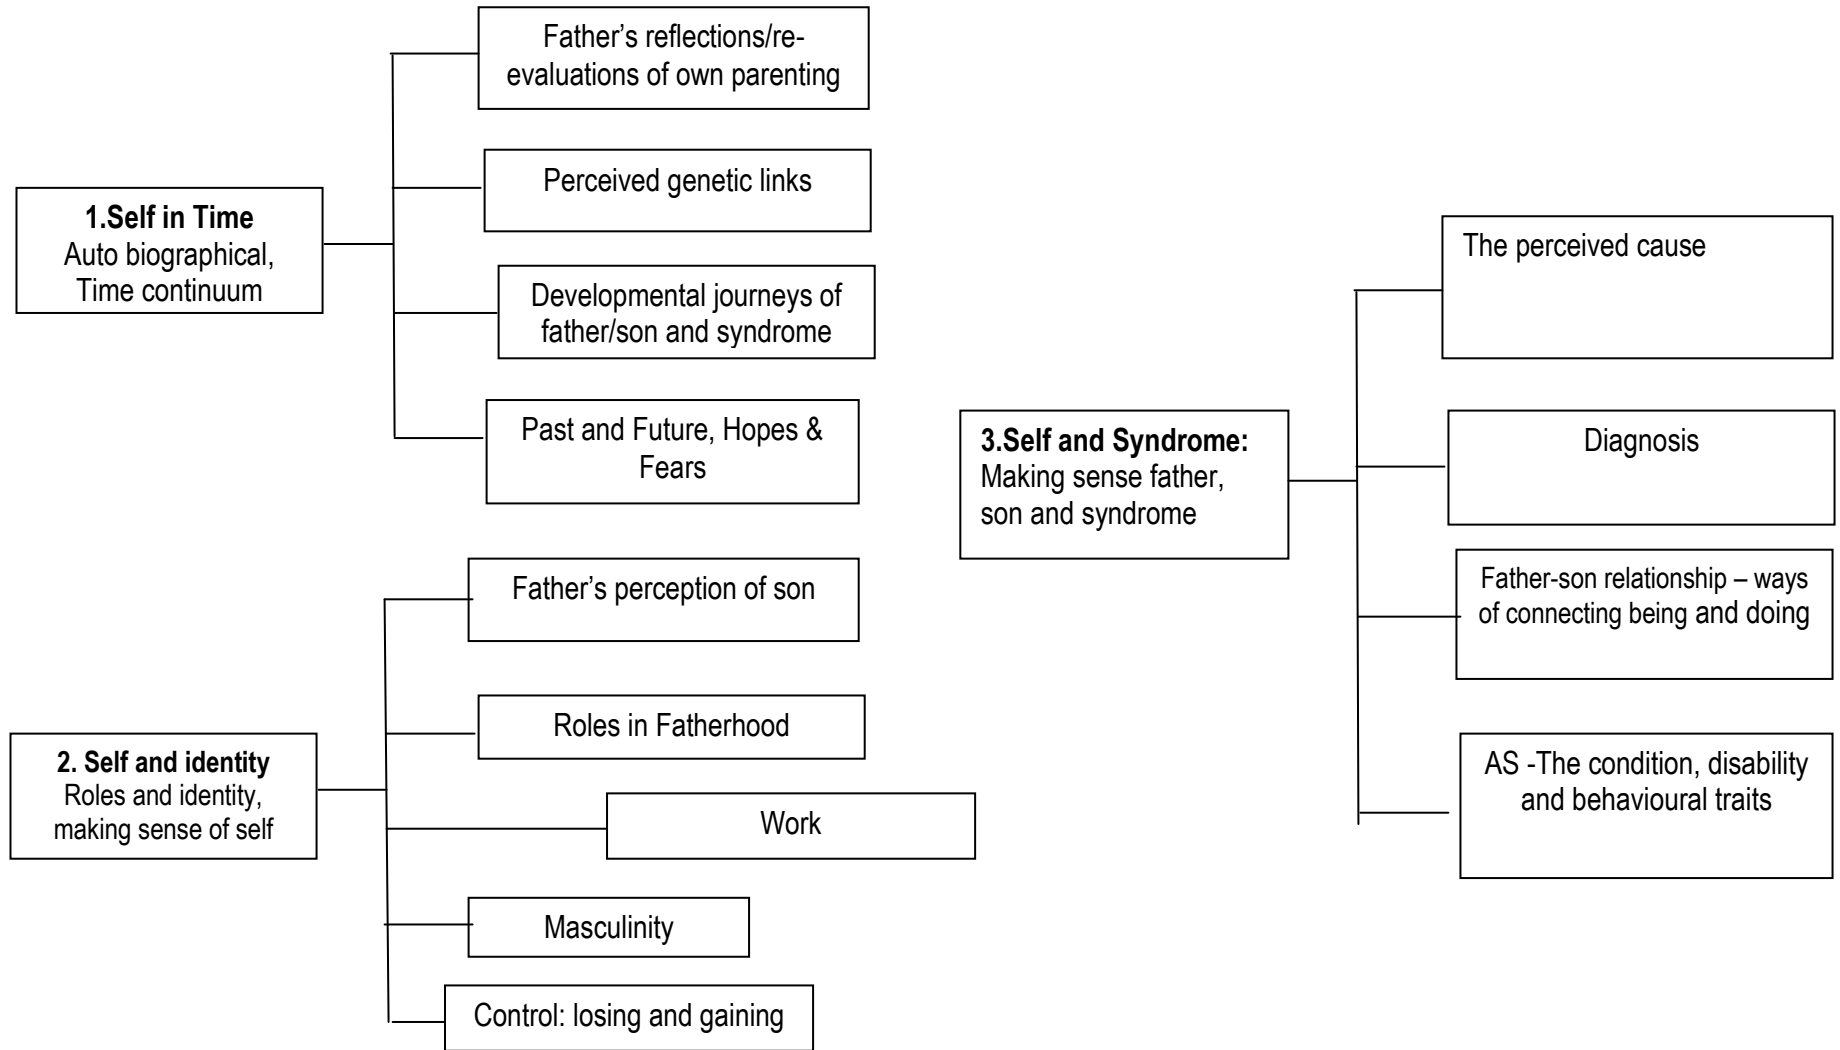 Father’s reflections/re-
evaluations of own parenting
Perceived genetic links
1.Self in Time
Auto biographical,
Time continuum
Developmental journeys of
father/son and syndrome
Past and Future, Hopes &
Fears
Father’s perception of son
Roles in Fatherhood
2. Self and identity
Roles and identity,
making sense of self
Work
Masculinity
Control: losing and gaining
The perceived cause
3.Self and Syndrome:
Making sense father,
son and syndrome
Diagnosis
Father-son relationship – ways
of connecting being and doing
AS -The condition, disability
and behavioural traits